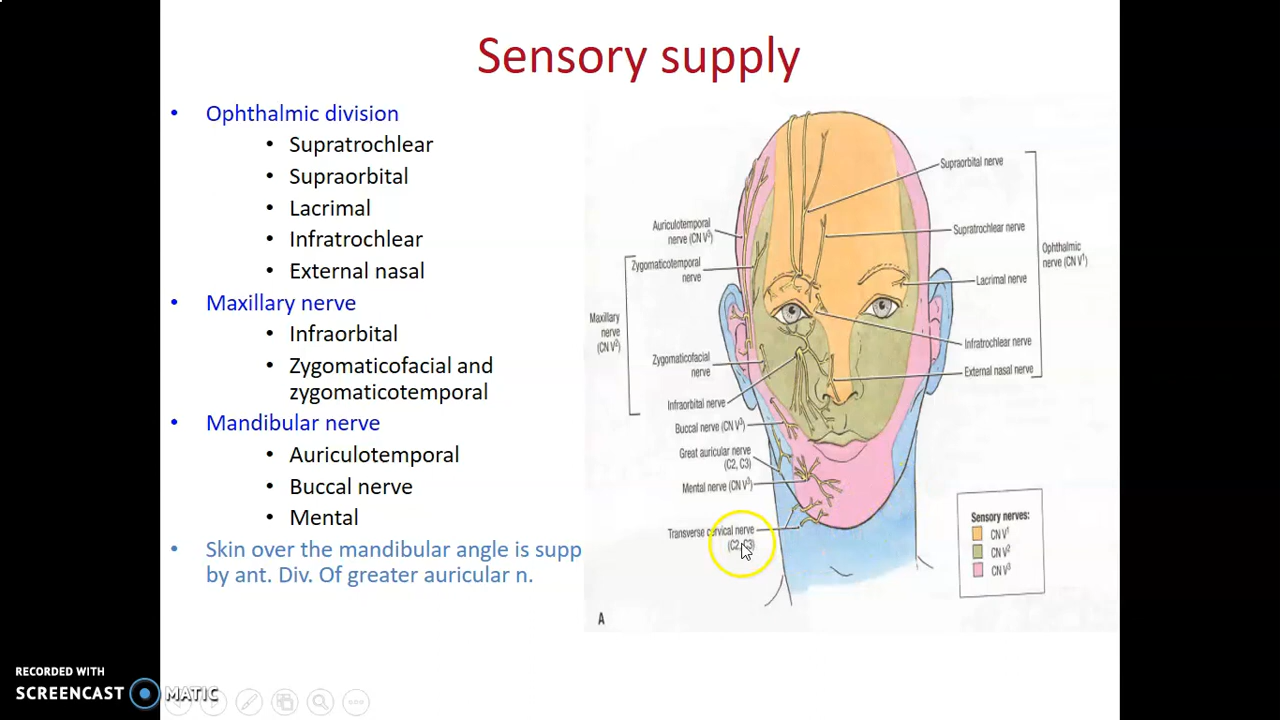 Sensory supply
• Ophthalmic division
• Supratrochlear
• Supraorbital
• Lacrimal
• Infratrochlear
• External nasal
• Maxillary nerve
• Infraorbital
• Zygomaticofacial and
zygomaticotemporal
• Mandibular nerve
• Auriculotemporal
• Buccal nerve
• Mental
• Skin over the mandibular angle is supp
by ant. Div. Of greater auricular n.
Auriculotemporal
nerve (CN V³)
Zygomaticotemporal
nerve
Maxillary
nerve
(CN V²)
Zygomaticofacial
nerve
Infraorbital nerve
Buccal nerve (CN V³)
Great auricular nerve
(C2, C3)
Mental nerve (CN V³)
Transverse cervical nerve
(C2, C3)
Supraorbital nerve
Supratrochlear nerve
Ophthalmic
nerve (CN V¹)
Lacrimal nerve
Infratrochlear nerve
External nasal nerve
Sensory nerves:
CN V¹
CN V²
CN V³
A
RECORDED WITH
SCREENCAST MATIC